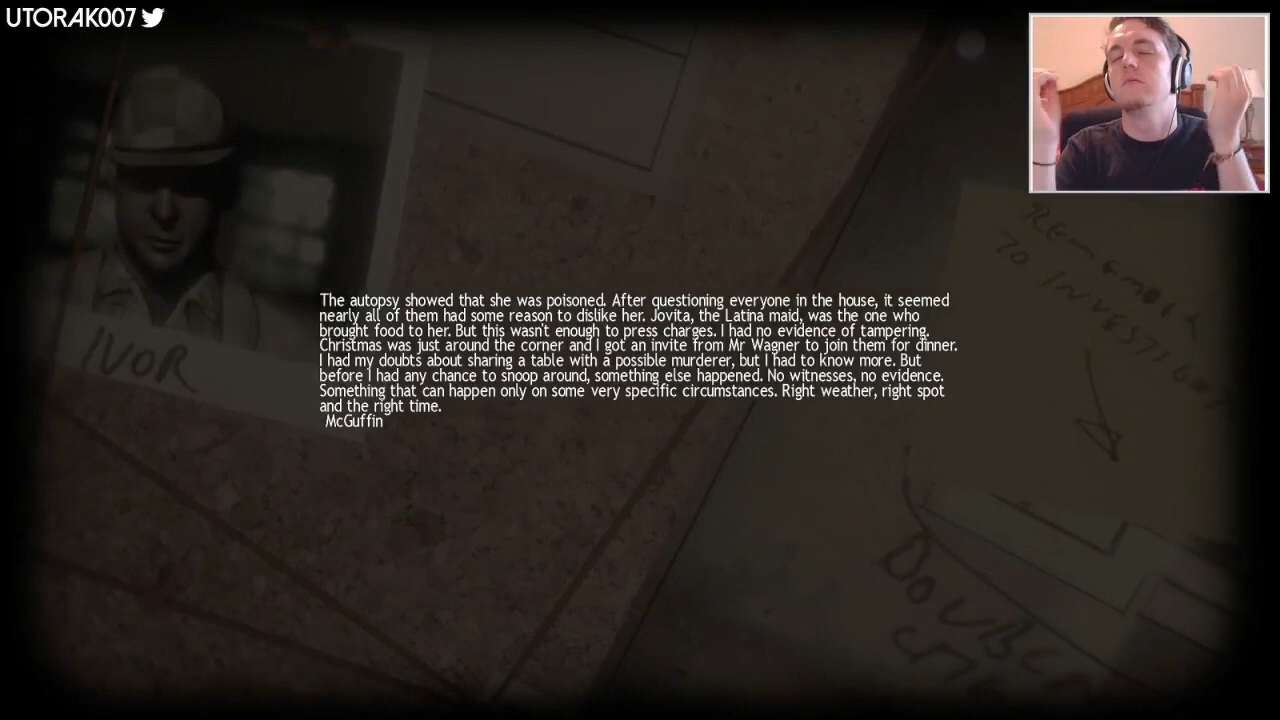 UTORAK007
The autopsy showed that she was poisoned. After questioning everyone in the house, it seemed
nearly all of them had some reason to dislike her. Jovita, the Latina maid, was the one who
brought food to her. But this wasn't enough to press charges. I had no evidence of tampering.
Christmas was just around the corner and I got an invite from Mr Wagner to join them for dinner.
I had my doubts about sharing a table with a possible murderer, but I had to know more. But
before I had any chance to snoop around, something else happened. No witnesses, no evidence.
Something that can happen only on some very specific circumstances. Right weather, right spot
and the right time.
McGuffin
IVOR
TO INVESTIGATE